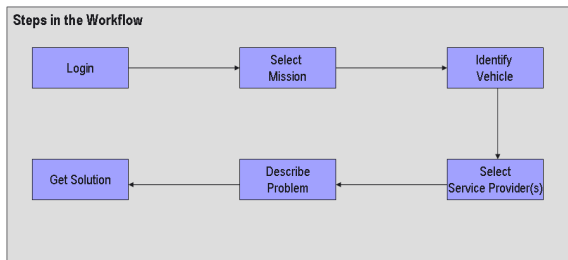 Steps in the Workflow
Login
Select
Mission
Identify
Vehicle
Select
Service Provider(s)
Describe
Problem
Get Solution